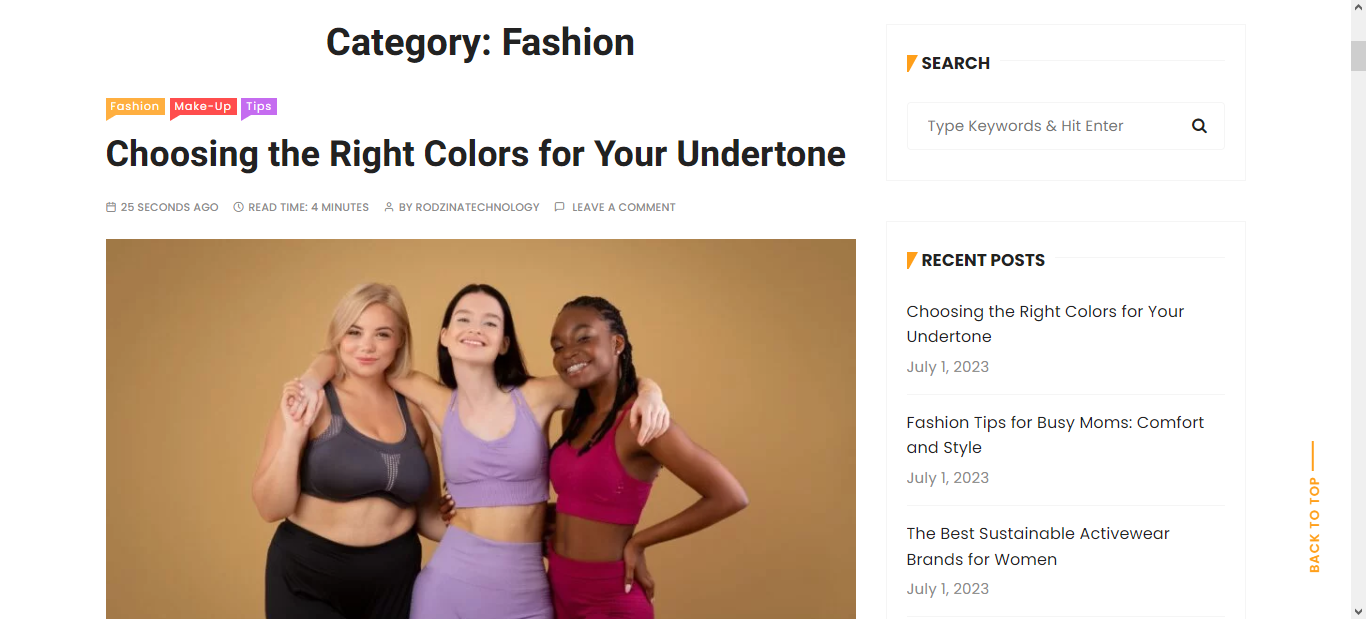 Category: Fashion
Fashion Make-Up Tips
Choosing the Right Colors for Your Undertone
25 SECONDS AGO READ TIME: 4 MINUTES BY RODZINATECHNOLOGY LEAVE A COMMENT
SEARCH
Type Keywords & Hit Enter
RECENT POSTS
Choosing the Right Colors for Your
Undertone
July 1, 2023
Fashion Tips for Busy Moms: Comfort
and Style
July 1, 2023
The Best Sustainable Activewear
Brands for Women
July 1, 2023
BACK TO TOP